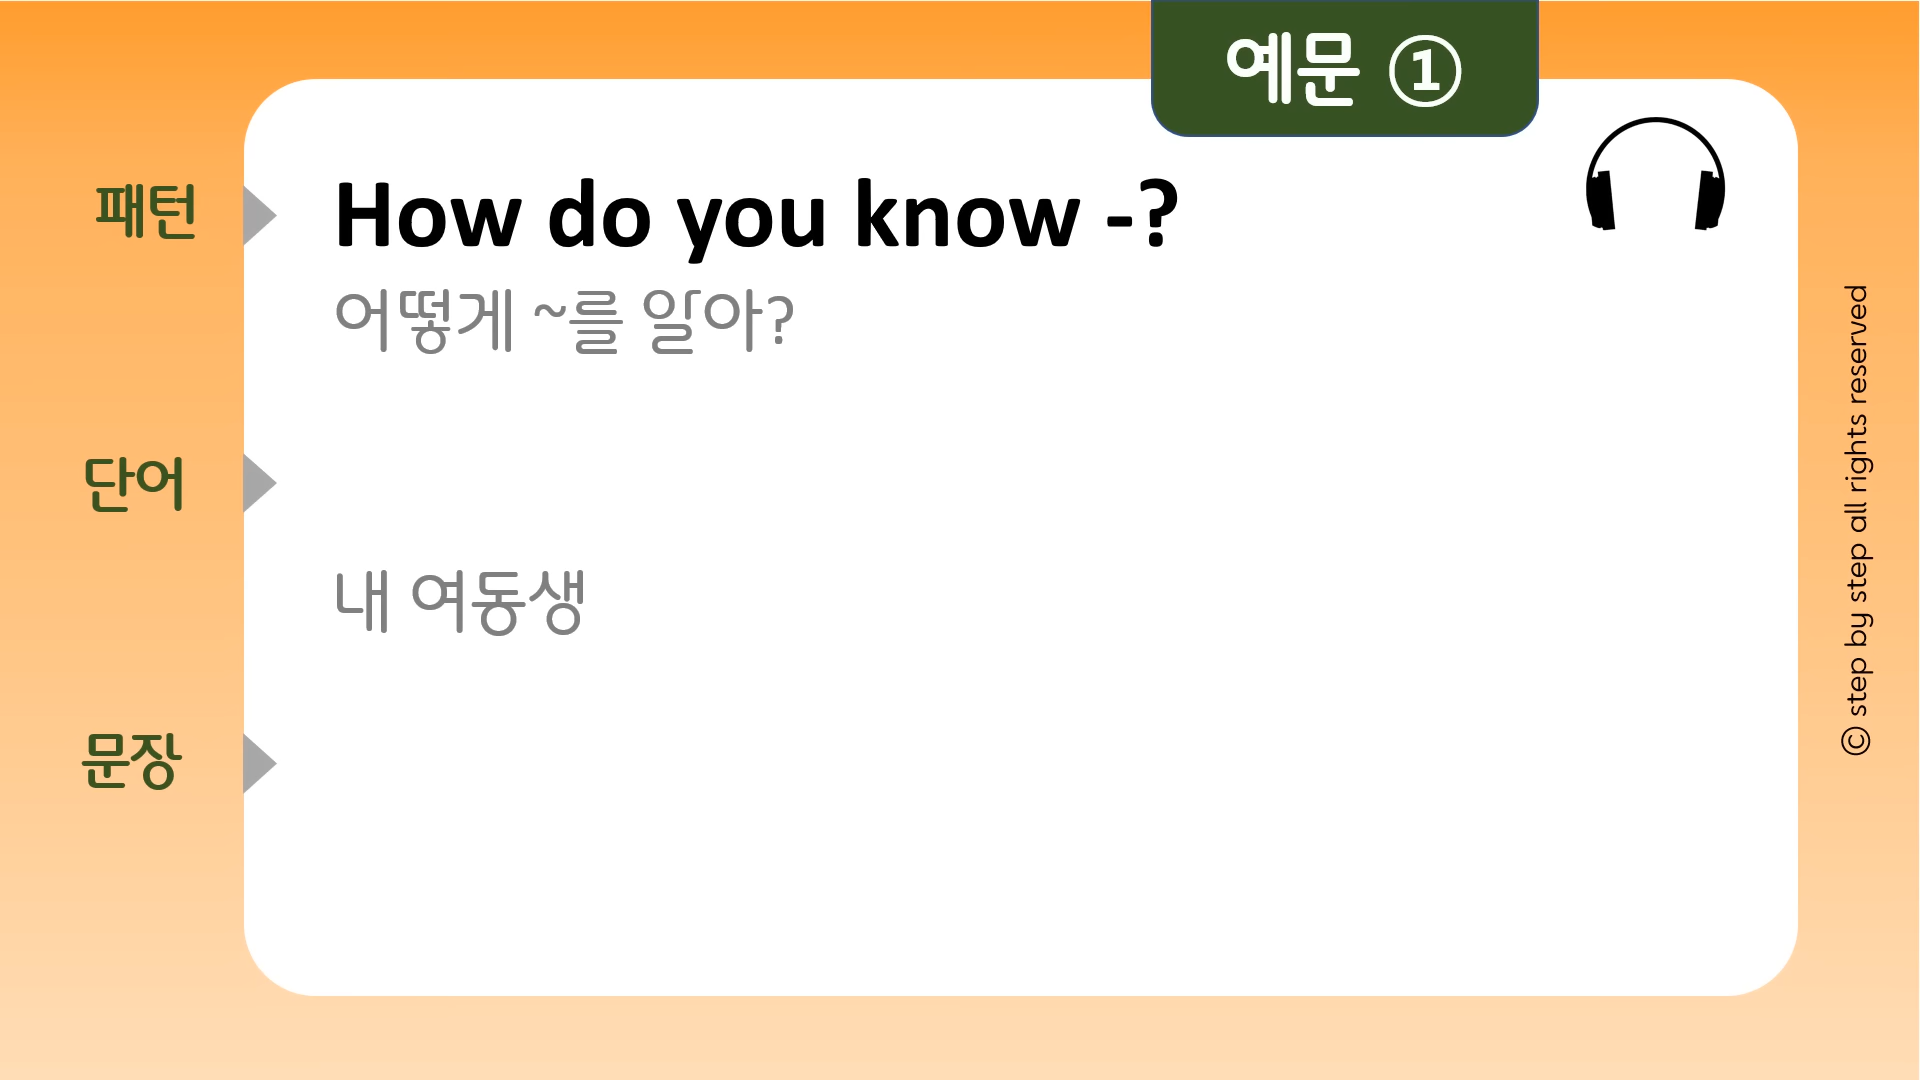 예문 ①
패턴
How do you know -?
어떻게 ~를 알아?
단어
내 여동생
문장
© step by step all rights reserved